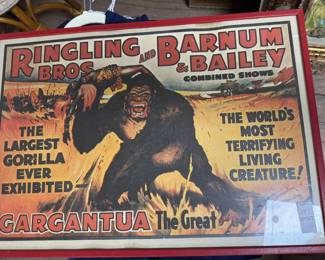 RINGLING BROS AND BARNUM & BAILEY
COMBINED SHOWS
THE
LARGEST
GORILLA
EVER
EXHIBITED—
THE WORLD'S
MOST
TERRIFYING
LIVING
CREATURE!
GARGANTUA The Great